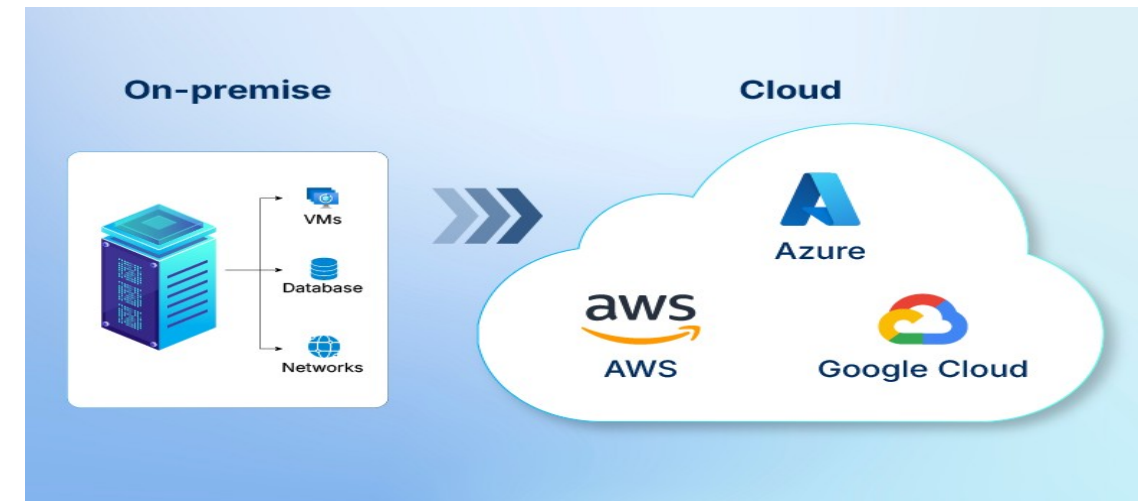 On-premise
Cloud
VMs
Database
Networks
Azure
aws
AWS
Google Cloud